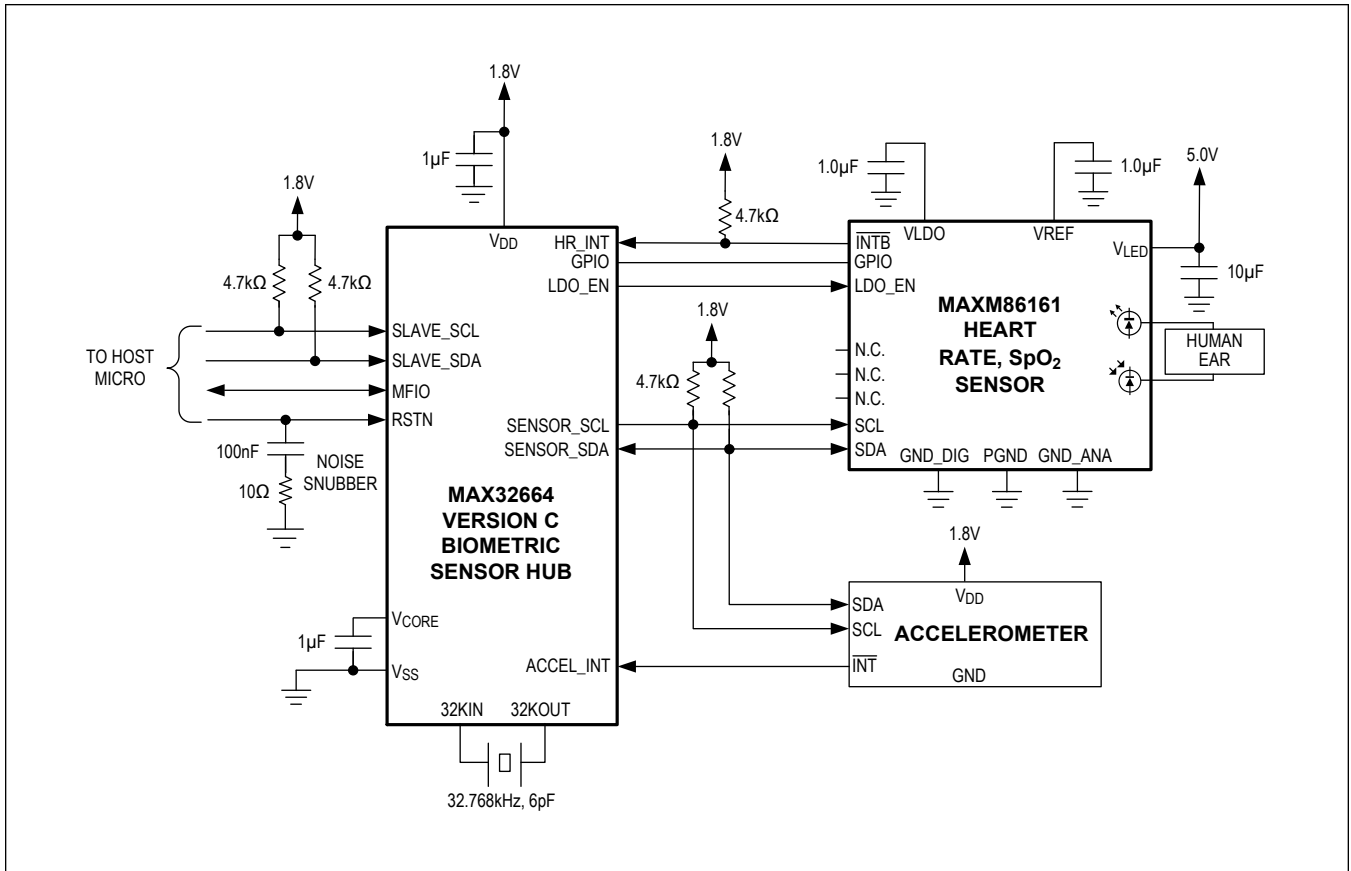 1.8V
1µF
1.8V
4.7kΩ
4.7kΩ
TO HOST
MICRO
SLAVE_SCL
SLAVE_SDA
MFIO
RSTN
100nF
10Ω
NOISE
SNUBBER
VDD
HR_INT
GPIO
LDO_EN
SENSOR_SCL
SENSOR_SDA
MAX32664
VERSION C
BIOMETRIC
SENSOR HUB
VCORE
1µF
VSS
ACCEL_INT
32KIN
32KOUT
32.768kHz, 6pF
1.8V
4.7kΩ
1.8V
4.7kΩ
1.0µF
1.0µF
5.0V
VLDO
VREF
INTB
GPIO
LDO_EN
VLED
10µF
MAXM86161
HEART
RATE, SpO2
SENSOR
HUMAN
EAR
N.C.
N.C.
N.C.
SCL
SDA
GND_DIG
PGND
GND_ANA
1.8V
VDD
SDA
SCL
ACCELEROMETER
INT
GND